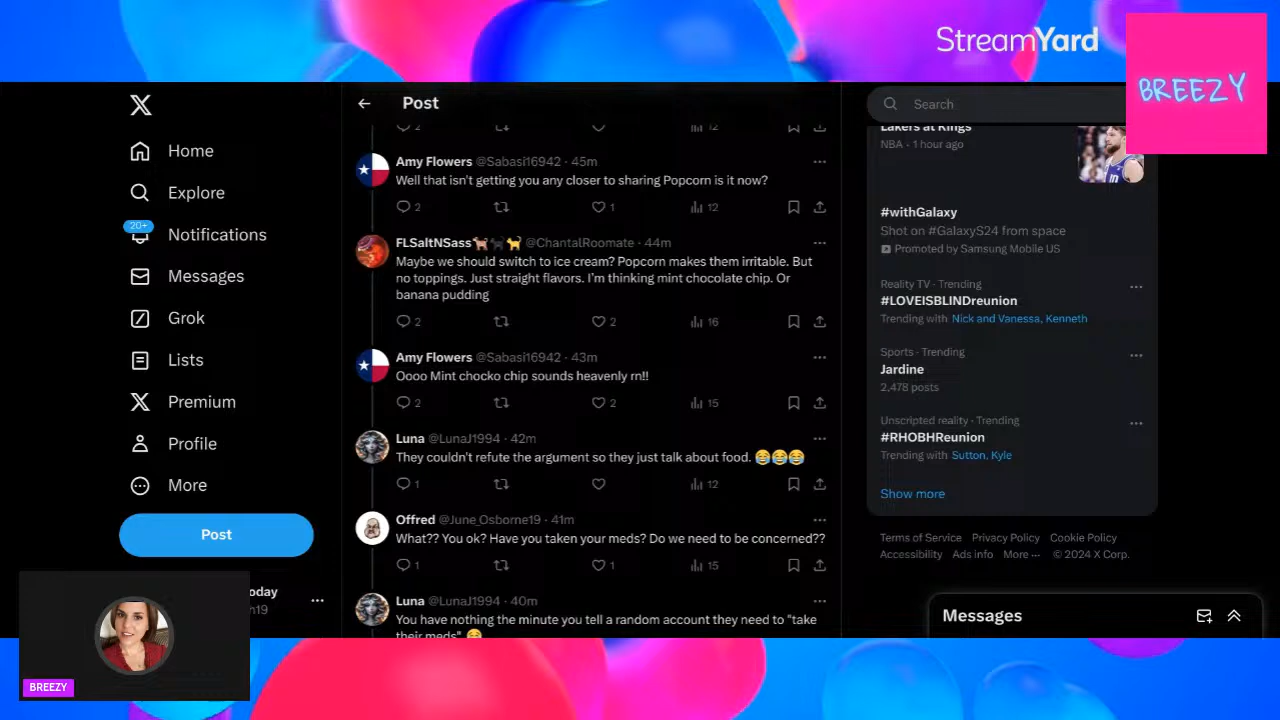 StreamYard
BREEZY
Post
Search
Home
Explore
20+
Notifications
Messages
Grok
Lists
Premium
Profile
More
Post
oday
n19
BREEZY
2
12
Amy Flowers @Sabasi16942 · 45m
Well that isn't getting you any closer to sharing Popcorn is it now?
2 1 12
FLSaltNSass @ChantalRoomate · 44m
Maybe we should switch to ice cream? Popcorn makes them irritable. But
no toppings. Just straight flavors. I'm thinking mint chocolate chip. Or
banana pudding
2 2 16
Amy Flowers @Sabasi16942 · 43m
Oooo Mint chocko chip sounds heavenly rn!!
2 2 15
Luna @LunaJ1994 · 42m
They couldn't refute the argument so they just talk about food. 😂😂😂
1 12
Offred @June_Osborne19 · 41m
What?? You ok? Have you taken your meds? Do we need to be concerned??
1 1 15
Luna @LunaJ1994 · 40m
You have nothing the minute you tell a random account they need to "take
their meds"
Lakers at Kings
NBA · 1 hour ago
#withGalaxy
Shot on #GalaxyS24 from space
Promoted by Samsung Mobile US
Reality TV · Trending
#LOVEISBLINDreunion
Trending with Nick and Vanessa, Kenneth
Sports · Trending
Jardine
2,478 posts
Unscripted reality · Trending
#RHOBHReunion
Trending with Sutton, Kyle
Show more
Terms of Service Privacy Policy Cookie Policy
Accessibility Ads info More ··· © 2024 X Corp.
Messages